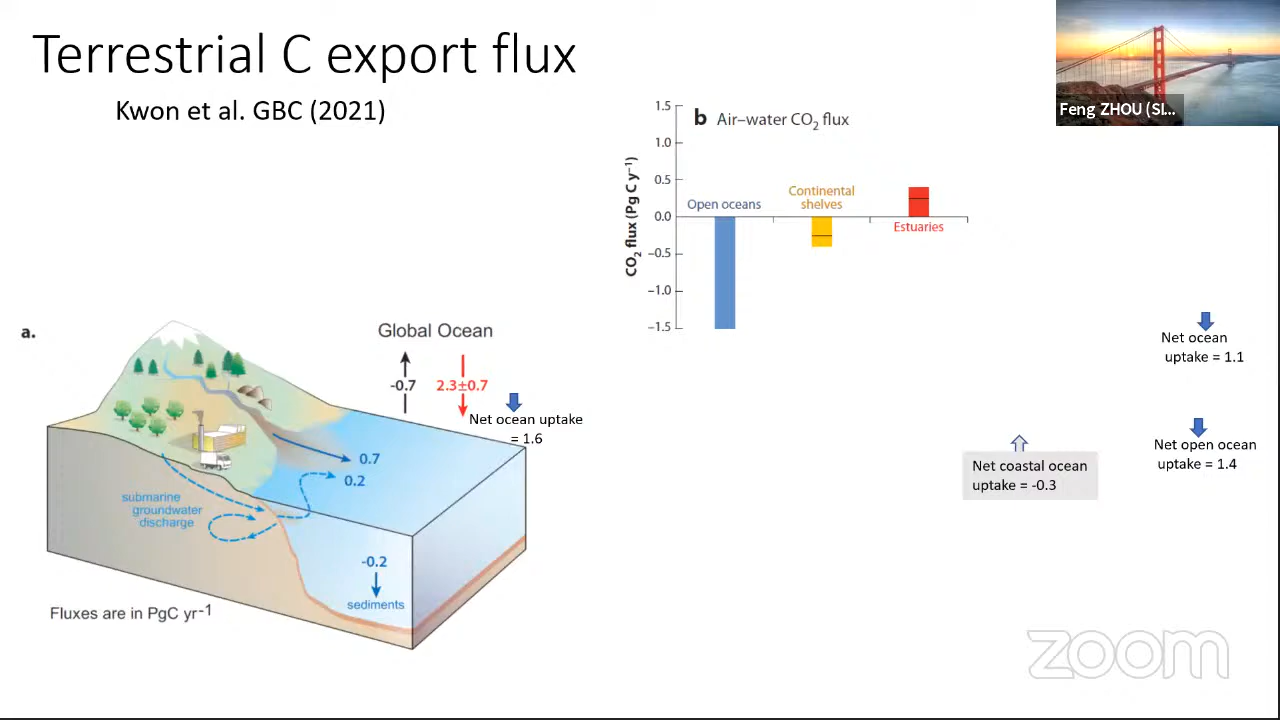 Terrestrial C export flux
Kwon et al. GBC (2021)
Feng ZHOU (SI...
b Air–water CO₂ flux
CO₂ flux (Pg C y⁻¹)
1.5
1.0
0.5
0.0
−0.5
−1.0
−1.5
Open oceans
Continental
shelves
Estuaries
a.
Global Ocean
-0.7
2.3±0.7
Net ocean uptake
= 1.6
0.7
0.2
submarine
groundwater
discharge
-0.2
sediments
Fluxes are in PgC yr⁻¹
Net ocean
uptake = 1.1
Net open ocean
uptake = 1.4
Net coastal ocean
uptake = -0.3
zoom